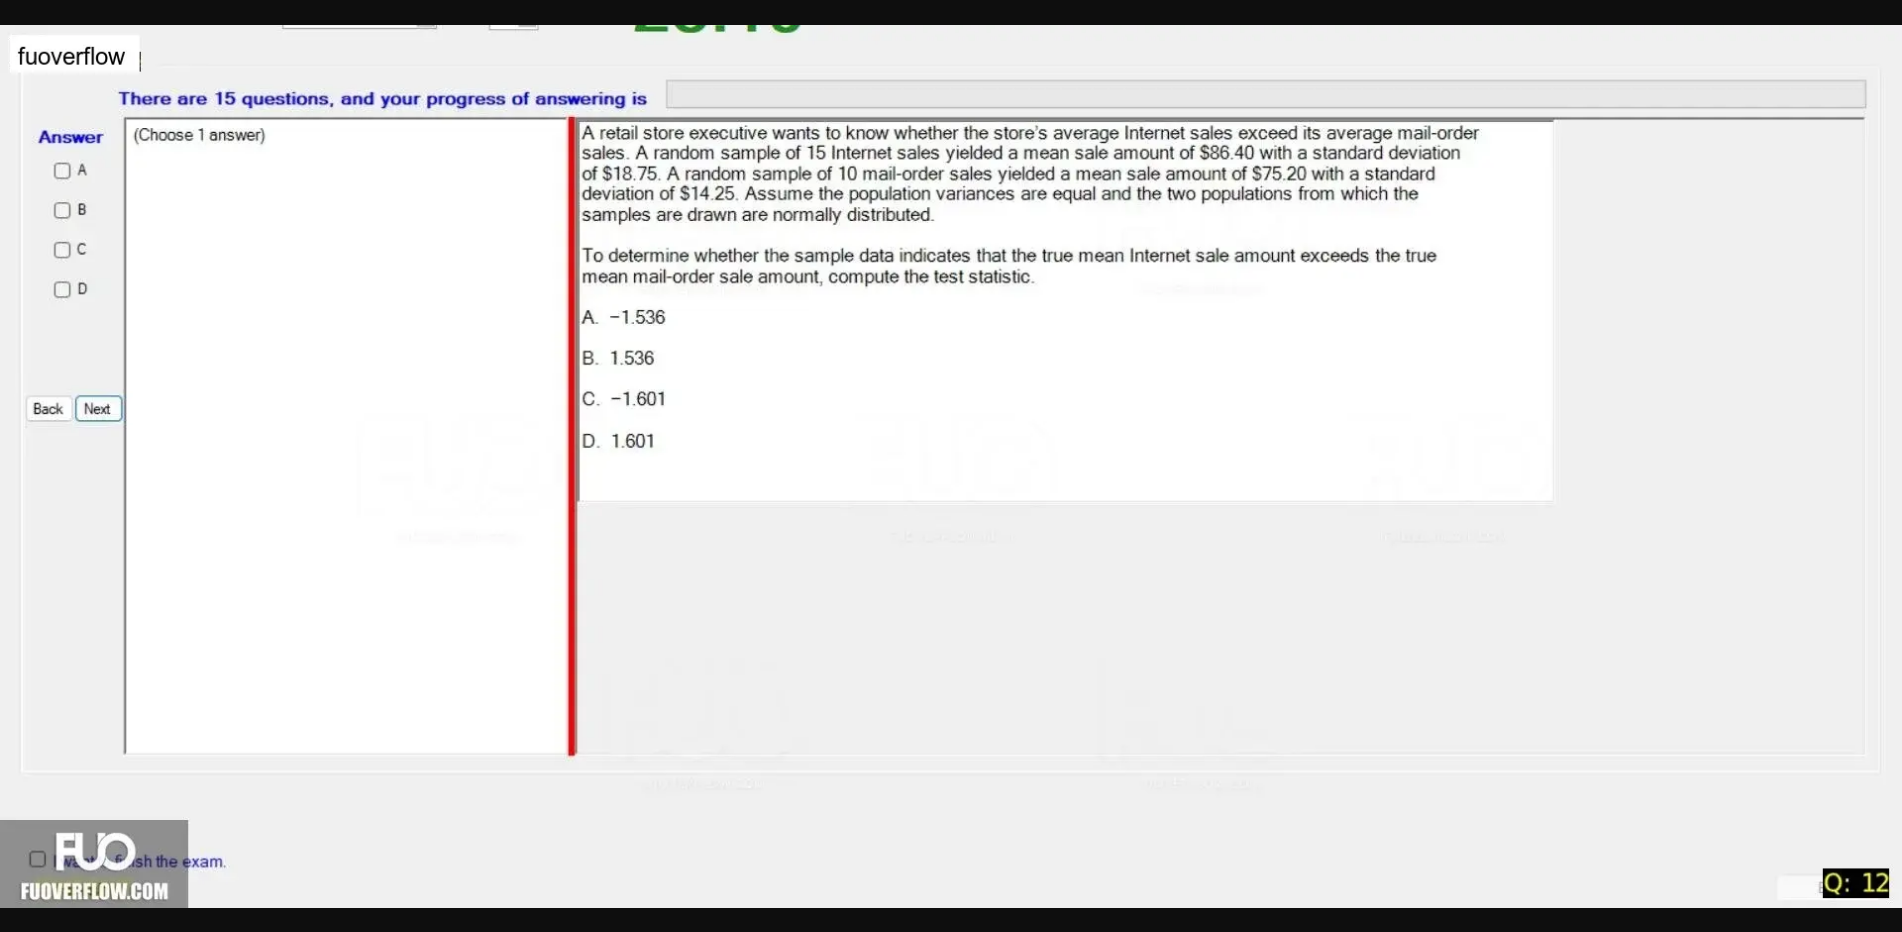 fuoverflow
There are 15 questions, and your progress of answering is
Answer
(Choose 1 answer)
A
B
C
D
Back Next
A retail store executive wants to know whether the store's average Internet sales exceed its average mail-order
sales. A random sample of 15 Internet sales yielded a mean sale amount of $86.40 with a standard deviation
of $18.75. A random sample of 10 mail-order sales yielded a mean sale amount of $75.20 with a standard
deviation of $14.25. Assume the population variances are equal and the two populations from which the
samples are drawn are normally distributed.
To determine whether the sample data indicates that the true mean Internet sale amount exceeds the true
mean mail-order sale amount, compute the test statistic.
A. −1.536
B. 1.536
C. −1.601
D. 1.601
FUO
the exam.
FUOVERFLOW.COM
Q: 12